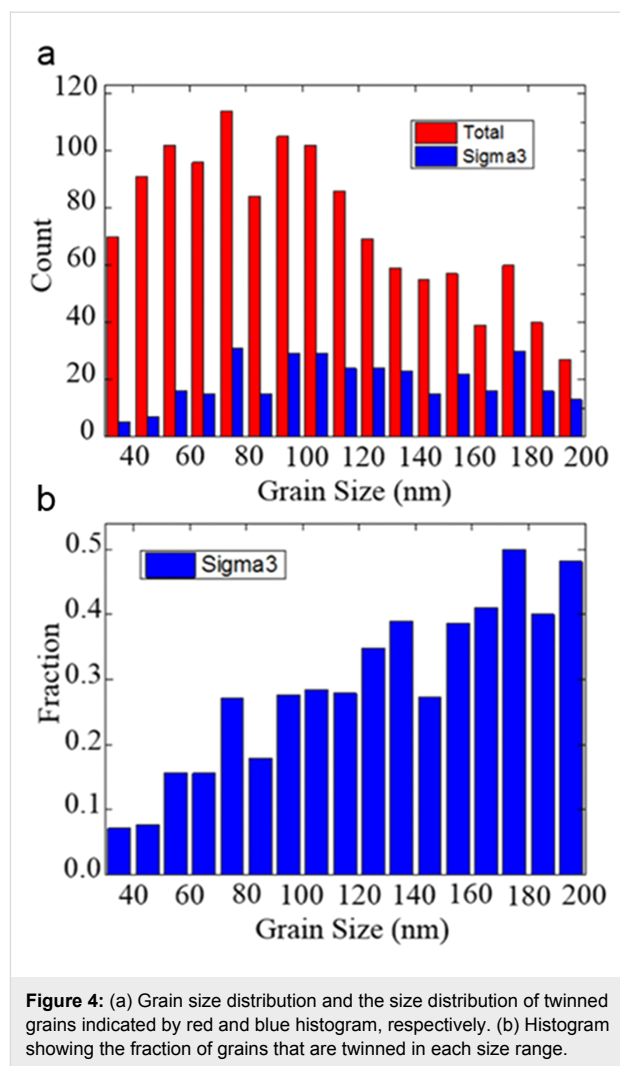 a
120
100
80
60
40
20
0
Count
Total
Sigma3
40 60 80 100 120 140 160 180 200
Grain Size (nm)
b
0.5
0.4
0.3
0.2
0.1
0.0
Fraction
Sigma3
40 60 80 100 120 140 160 180 200
Grain Size (nm)
Figure 4: (a) Grain size distribution and the size distribution of twinned
grains indicated by red and blue histogram, respectively. (b) Histogram
showing the fraction of grains that are twinned in each size range.